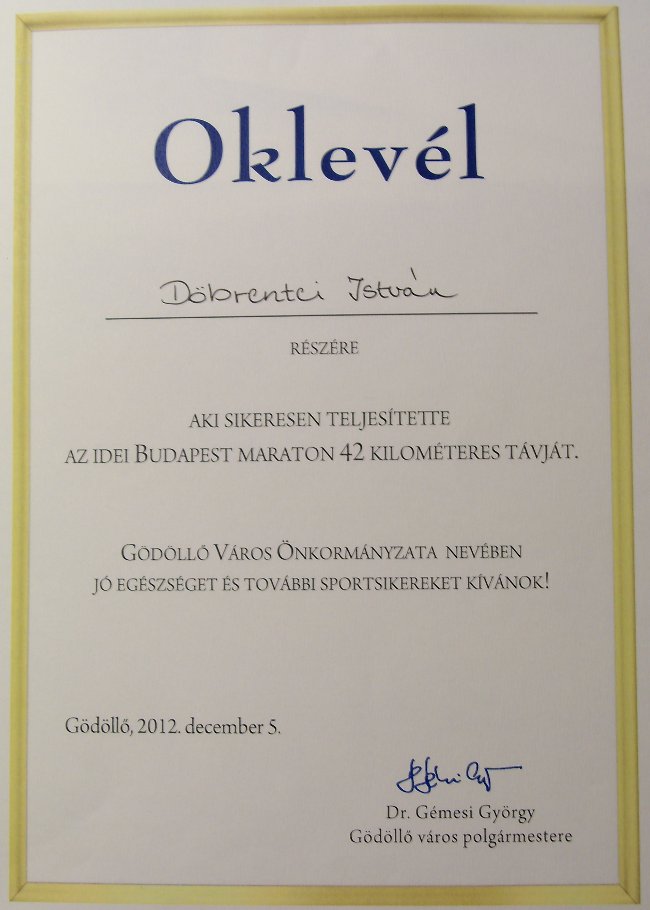 Oklevél
Döbrentei István
RÉSZÉRE
AKI SIKERESEN TELJESÍTETTE
AZ IDEI BUDAPEST MARATON 42 KILOMÉTERES TÁVJÁT.
GÖDÖLLŐ VÁROS ÖNKORMÁNYZATA NEVÉBEN
JÓ EGÉSZSÉGET ÉS TOVÁBBI SPORTSIKEREKET KÍVÁNOK!
Gödöllő, 2012. december 5.
Dr. Gémesi György
Gödöllő város polgármestere